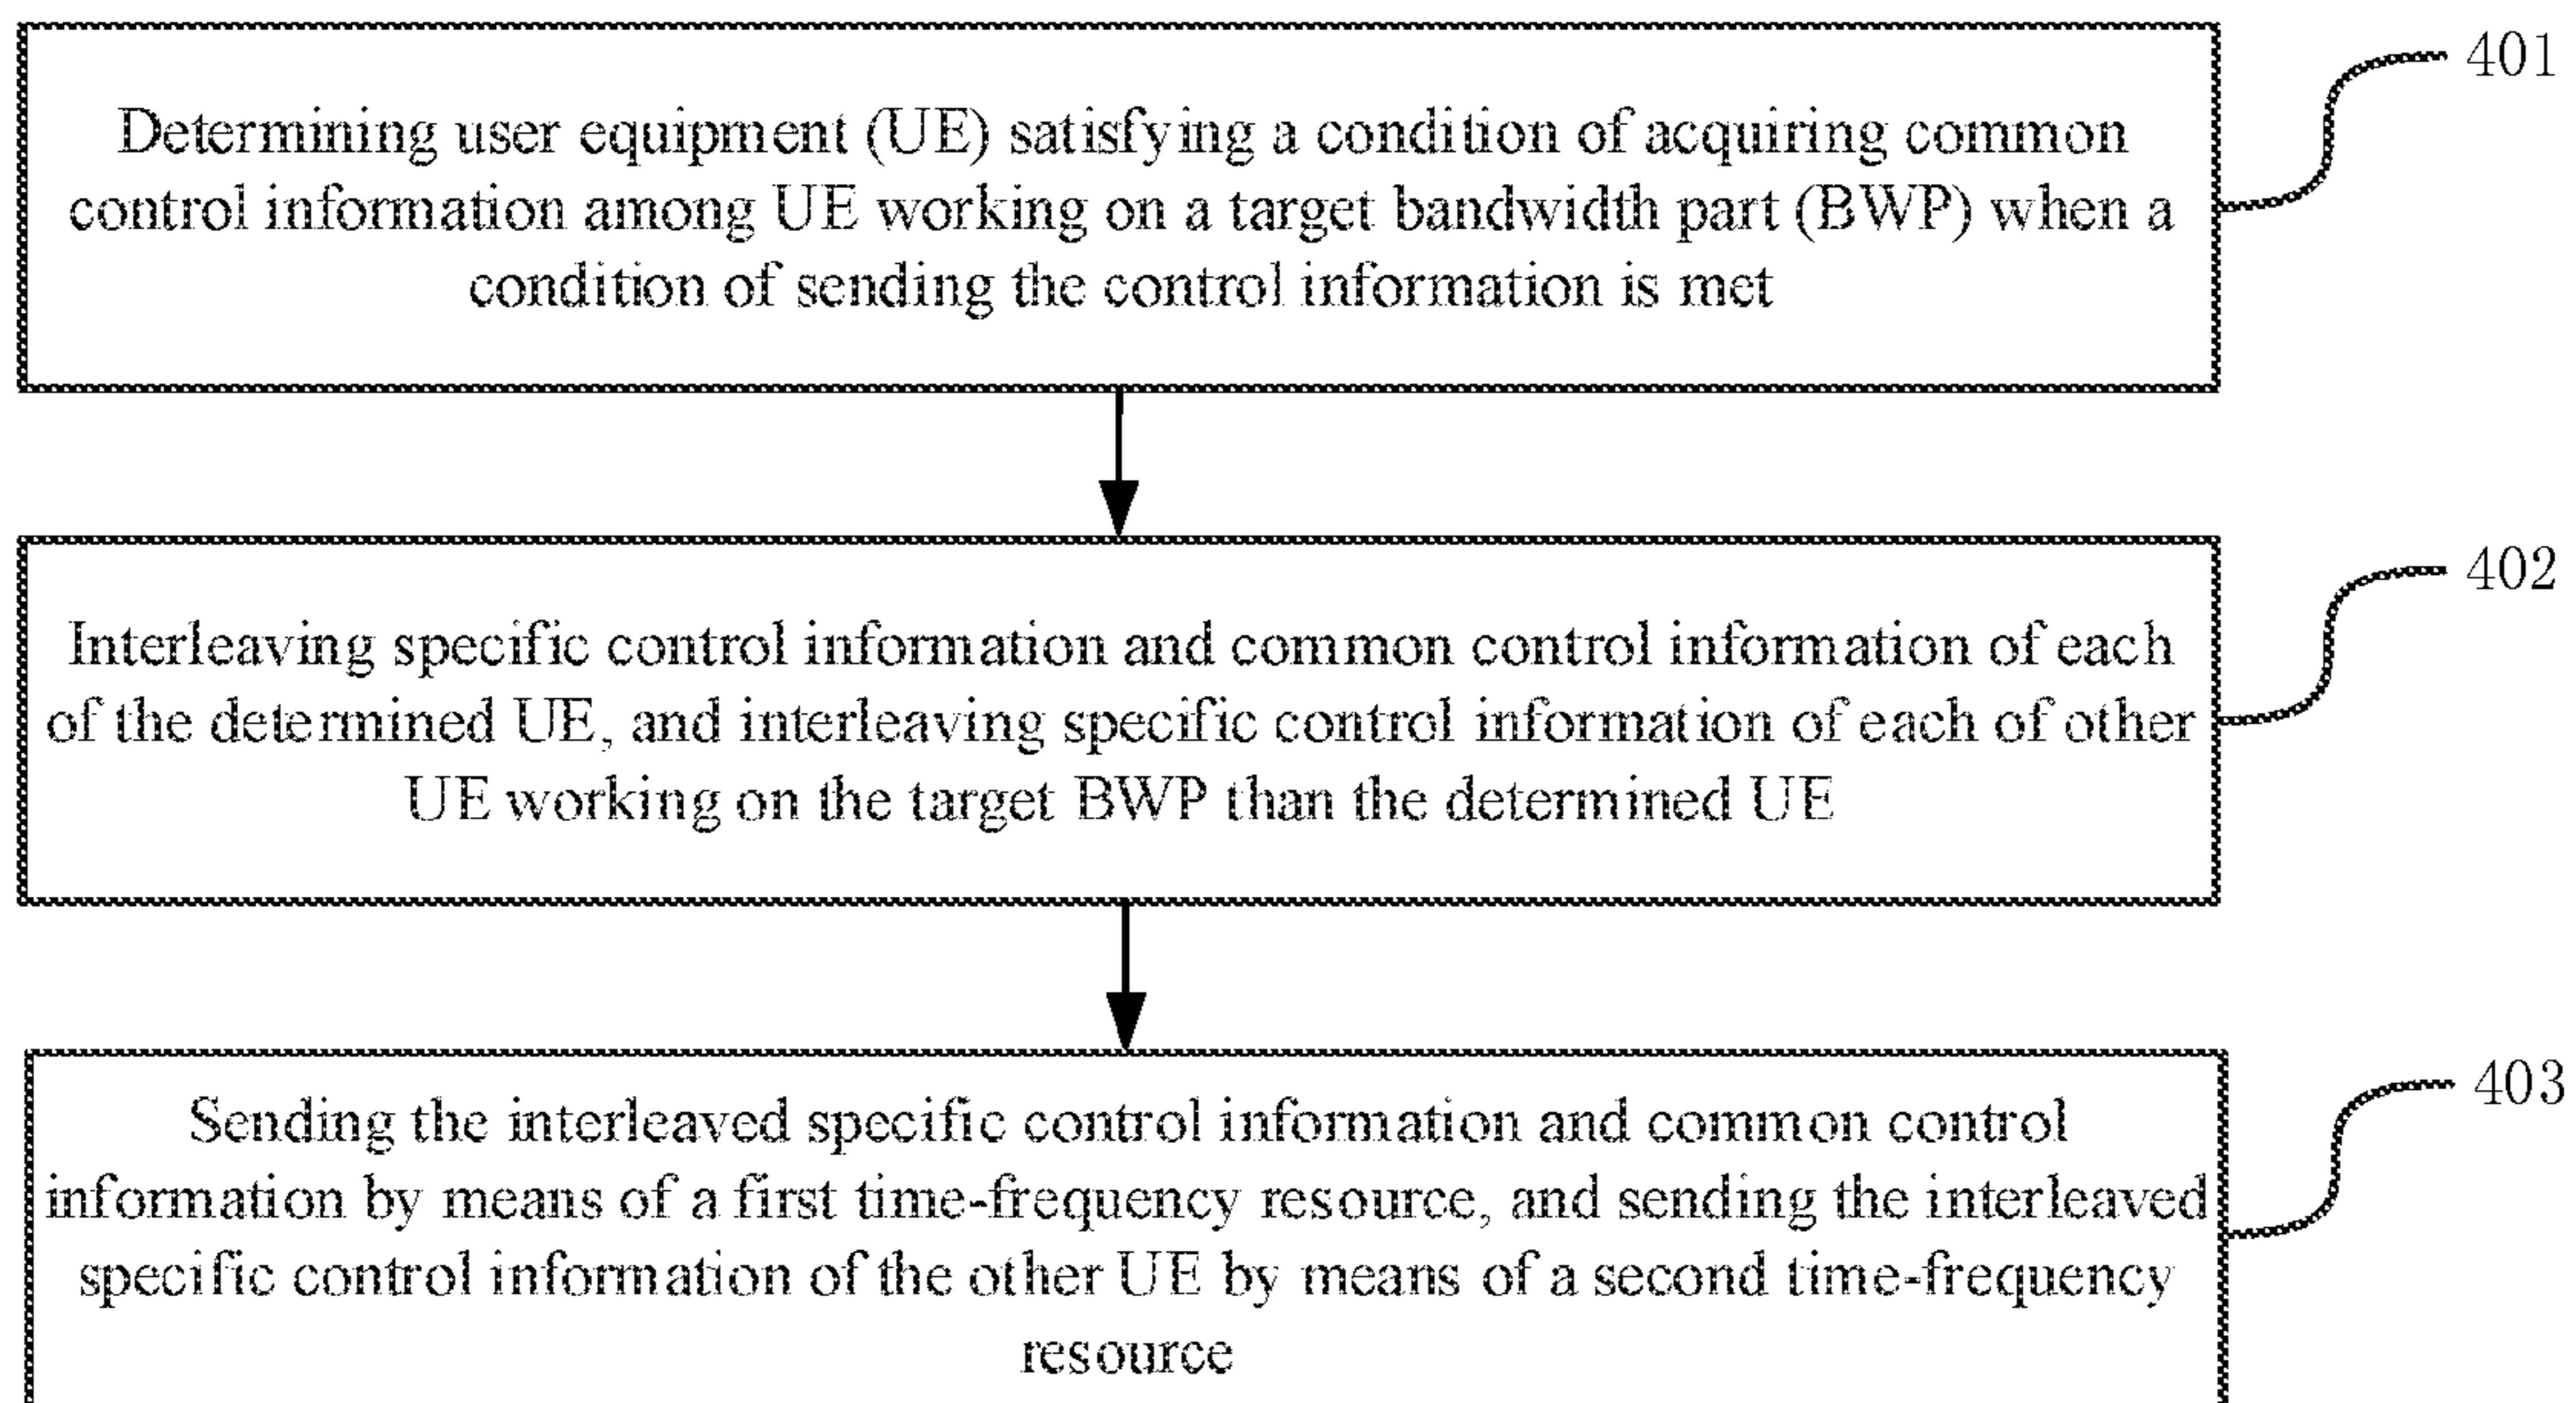 401
Determining user equipment (UE) satisfying a condition of acquiring common
control information among UE working on a target bandwidth part (BWP) when a
condition of sending the control information is met
402
Interleaving specific control information and common control information of each
of the determined UE, and interleaving specific control information of each of other
UE working on the target BWP than the determined UE
403
Sending the interleaved specific control information and common control
information by means of a first time-frequency resource, and sending the interleaved
specific control information of the other UE by means of a second time-frequency
resource